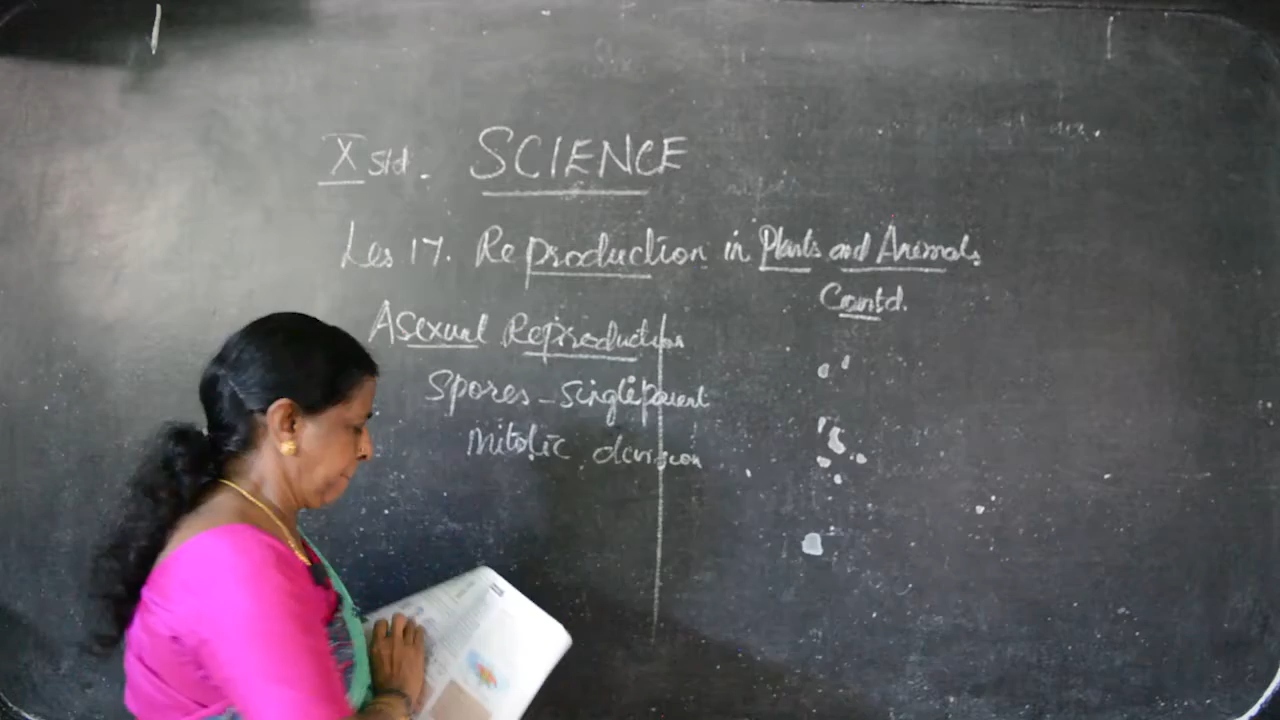 X std. SCIENCE
Les 17. Reproduction in Plants and Animals
Contd.
Asexual Reproduction
Spores - single parent
Mitotic division